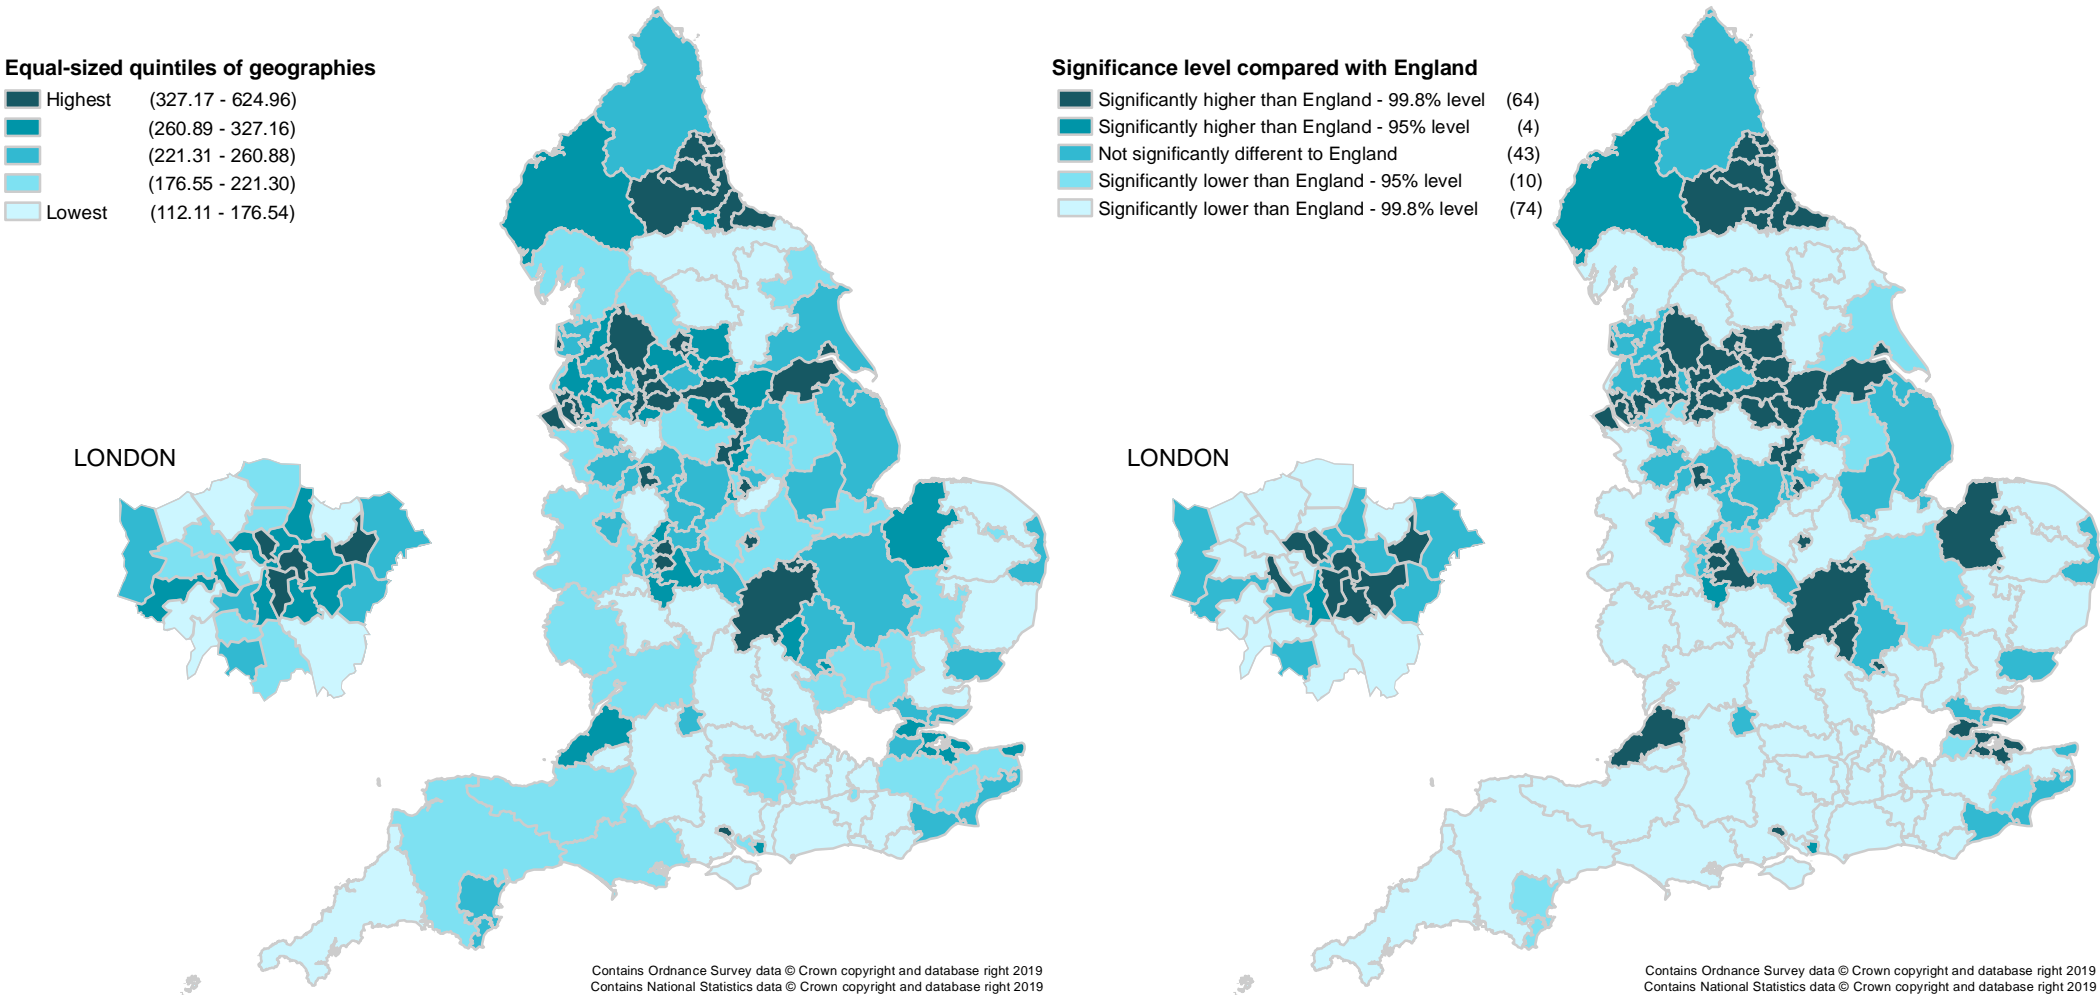 Equal-sized quintiles of geographies
Highest (327.17 - 624.96)
(260.89 - 327.16)
(221.31 - 260.88)
(176.55 - 221.30)
Lowest (112.11 - 176.54)
LONDON
Contains Ordnance Survey data © Crown copyright and database right 2019
Contains National Statistics data © Crown copyright and database right 2019
Significance level compared with England
Significantly higher than England - 99.8% level (64)
Significantly higher than England - 95% level (4)
Not significantly different to England (43)
Significantly lower than England - 95% level (10)
Significantly lower than England - 99.8% level (74)
LONDON
Contains Ordnance Survey data © Crown copyright and database right 2019
Contains National Statistics data © Crown copyright and database right 2019